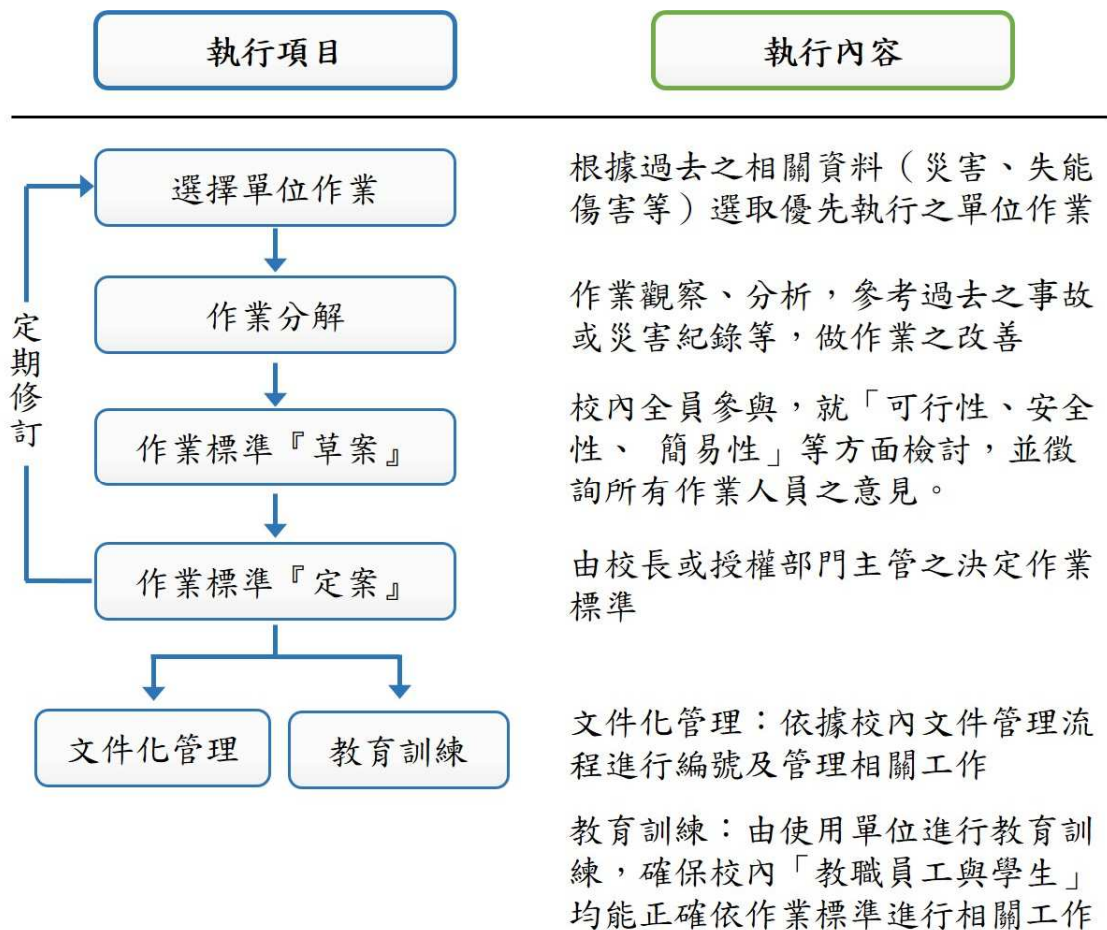 執行項目
執行內容
選擇單位作業
根據過去之相關資料（災害、失能
傷害等）選取優先執行之單位作業
作業分解
作業觀察、分析，參考過去之事故
或災害紀錄等，做作業之改善
定期修訂
作業標準『草案』
校內全員參與，就「可行性、安全
性、 簡易性」等方面檢討，並徵
詢所有作業人員之意見。
作業標準『定案』
由校長或授權部門主管之決定作業
標準
文件化管理
教育訓練
文件化管理：依據校內文件管理流
程進行編號及管理相關工作
教育訓練：由使用單位進行教育訓
練，確保校內「教職員工與學生」
均能正確依作業標準進行相關工作